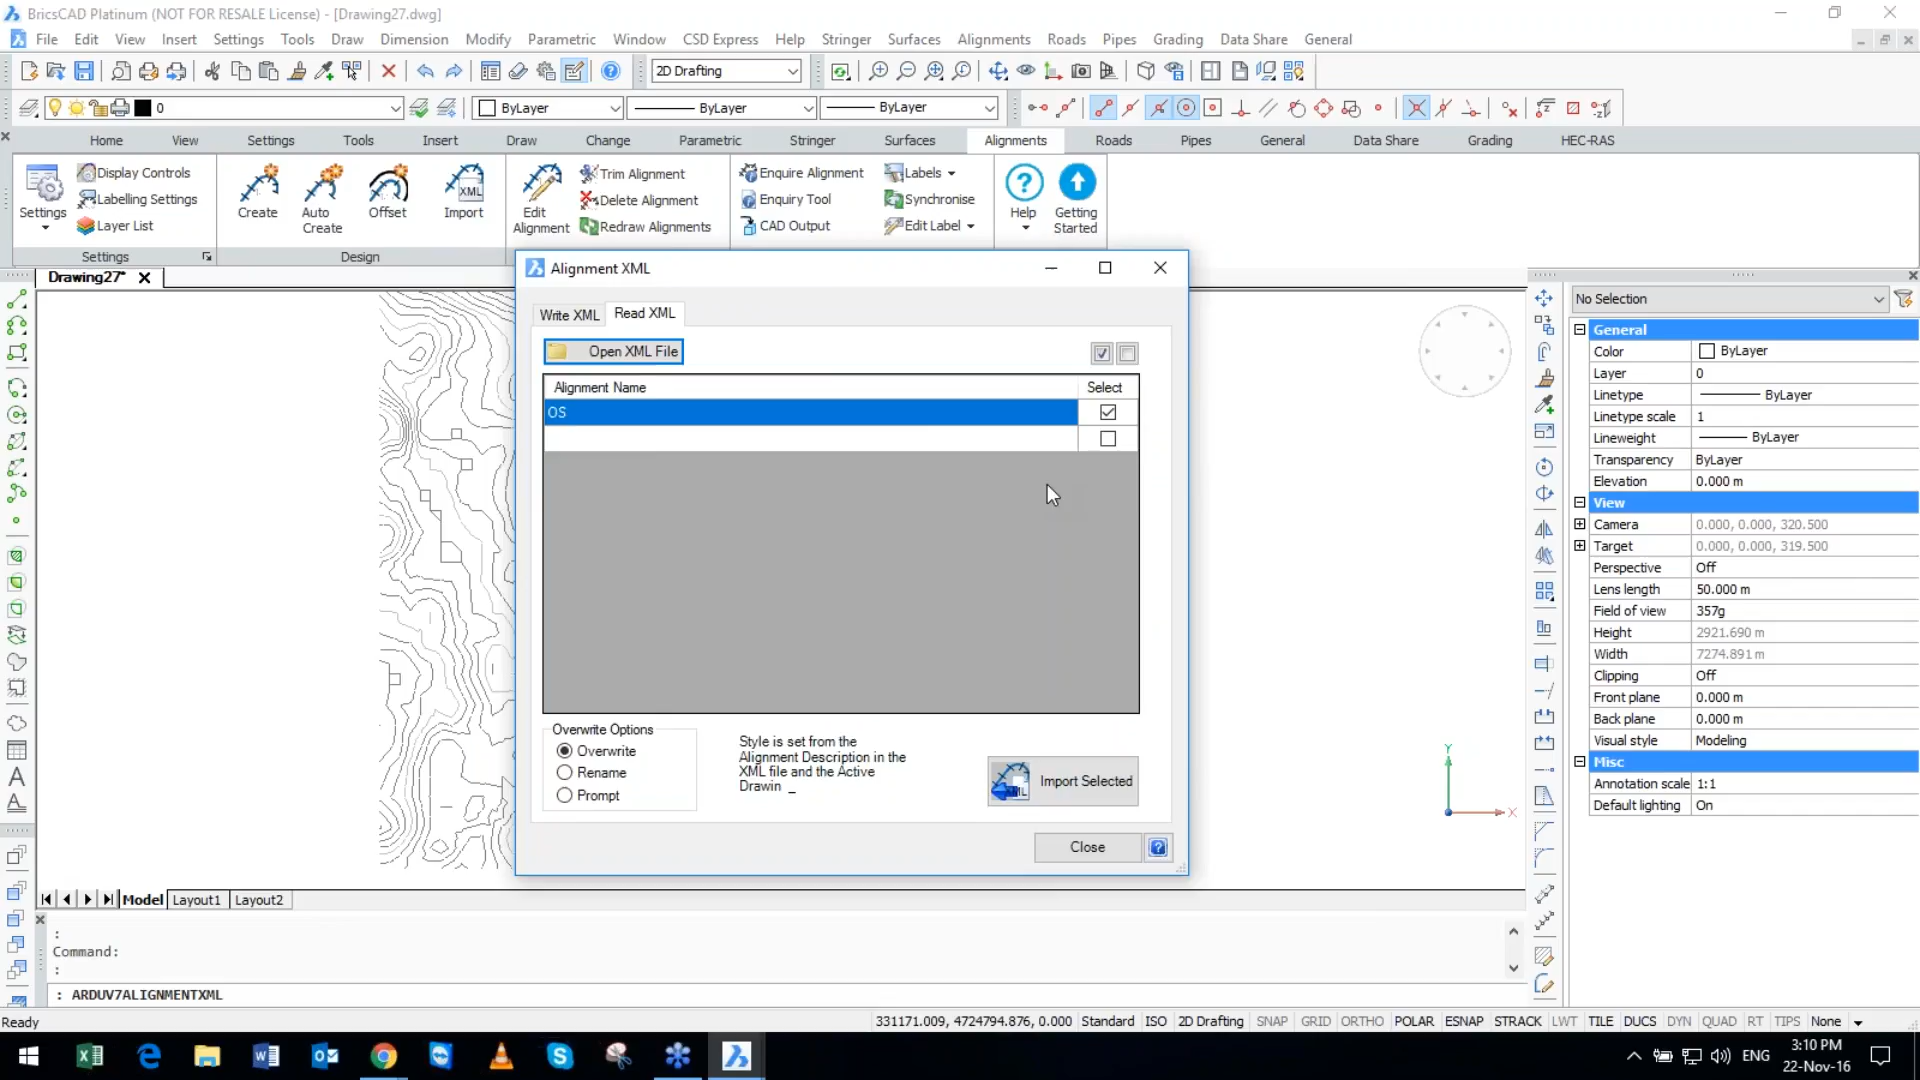 BricsCAD Platinum (NOT FOR RESALE License) - [Drawing27.dwg]
File Edit View Insert Settings Tools Draw Dimension Modify Parametric Window CSD Express Help Stringer Surfaces Alignments Roads Pipes Grading Data Share General
2D Drafting
0 ByLayer ByLayer ByLayer
Home View Settings Tools Insert Draw Change Parametric Stringer Surfaces Alignments Roads Pipes General Data Share Grading HEC-RAS
Settings
Display Controls
Labelling Settings
Layer List
Settings
Create
Auto Create
Offset
XML
Import
Design
Edit Alignment
Trim Alignment
Delete Alignment
Redraw Alignments
Enquire Alignment
Enquiry Tool
CAD Output
Labels
Synchronise
Edit Label
Help
Getting Started
Drawing27*
Alignment XML
Write XML Read XML
Open XML File
Alignment Name Select
OS
Overwrite Options
Overwrite
Rename
Prompt
Style is set from the
Alignment Description in the
XML file and the Active
Drawin _
Import Selected
Close
No Selection
General
Color ByLayer
Layer 0
Linetype ByLayer
Linetype scale 1
Lineweight ByLayer
Transparency ByLayer
Elevation 0.000 m
View
Camera 0.000, 0.000, 320.500
Target 0.000, 0.000, 319.500
Perspective Off
Lens length 50.000 m
Field of view 357g
Height 2921.690 m
Width 7274.891 m
Clipping Off
Front plane 0.000 m
Back plane 0.000 m
Visual style Modeling
Misc
Annotation scale 1:1
Default lighting On
Y
X
Model Layout1 Layout2
:
Command:
:
: ARDUV7ALIGNMENTXML
Ready 331171.009, 4724794.876, 0.000 Standard ISO 2D Drafting SNAP GRID ORTHO POLAR ESNAP STRACK LWT TILE DUCS DYN QUAD RT TIPS None
ENG
3:10 PM
22-Nov-16